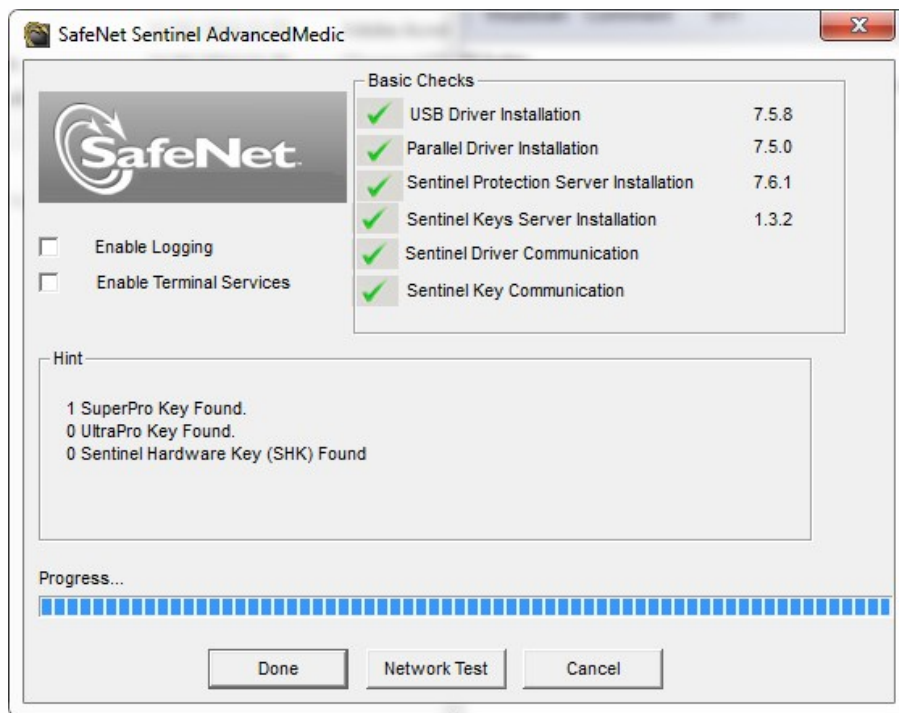 SafeNet Sentinel AdvancedMedic
SafeNet
Enable Logging
Enable Terminal Services
Basic Checks
USB Driver Installation 7.5.8
Parallel Driver Installation 7.5.0
Sentinel Protection Server Installation 7.6.1
Sentinel Keys Server Installation 1.3.2
Sentinel Driver Communication
Sentinel Key Communication
Hint
1 SuperPro Key Found.
0 UltraPro Key Found.
0 Sentinel Hardware Key (SHK) Found
Progress...
Done Network Test Cancel